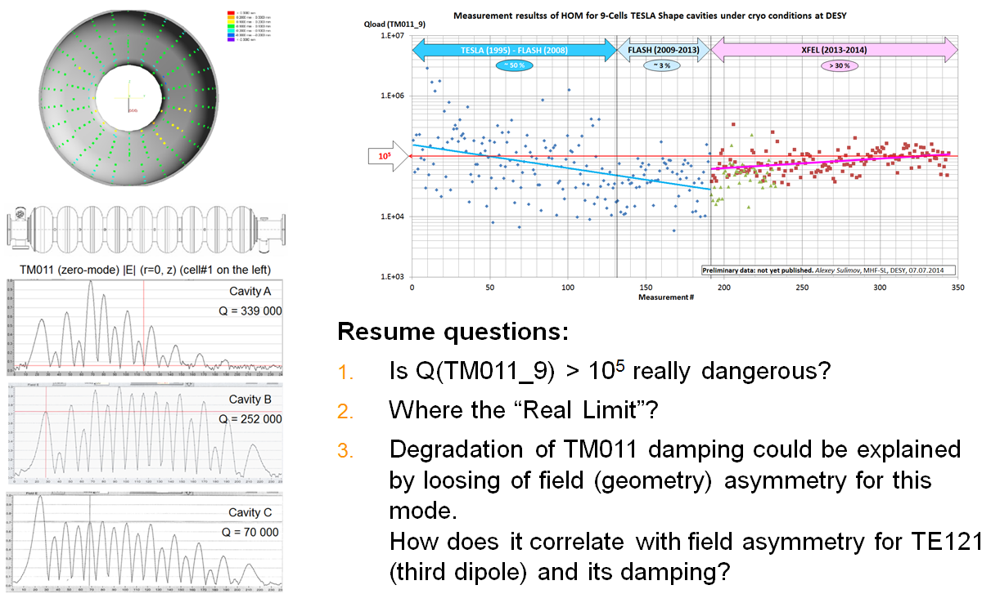 Measurement resultss of HOM for 9-Cells TESLA Shape cavities under cryo conditions at DESY
Qload (TM011_9)
1.E+07
1.E+06
10⁵
1.E+04
1.E+03
TESLA (1995) - FLASH (2008)
~ 50 %
FLASH (2009-2013)
~ 3 %
XFEL (2013-2014)
> 30 %
Preliminary data: not yet published. Alexey Sulimov, MHF-SL, DESY, 07.07.2014
0 50 100 150 200 250 300 350
Measurement #
TM011 (zero-mode) |E| (r=0, z) (cell#1 on the left)
Cavity A
Q = 339 000
Cavity B
Q = 252 000
Cavity C
Q = 70 000
Resume questions:
1. Is Q(TM011_9) > 10⁵ really dangerous?
2. Where the “Real Limit”?
3. Degradation of TM011 damping could be explained
by loosing of field (geometry) asymmetry for this
mode.
How does it correlate with field asymmetry for TE121
(third dipole) and its damping?